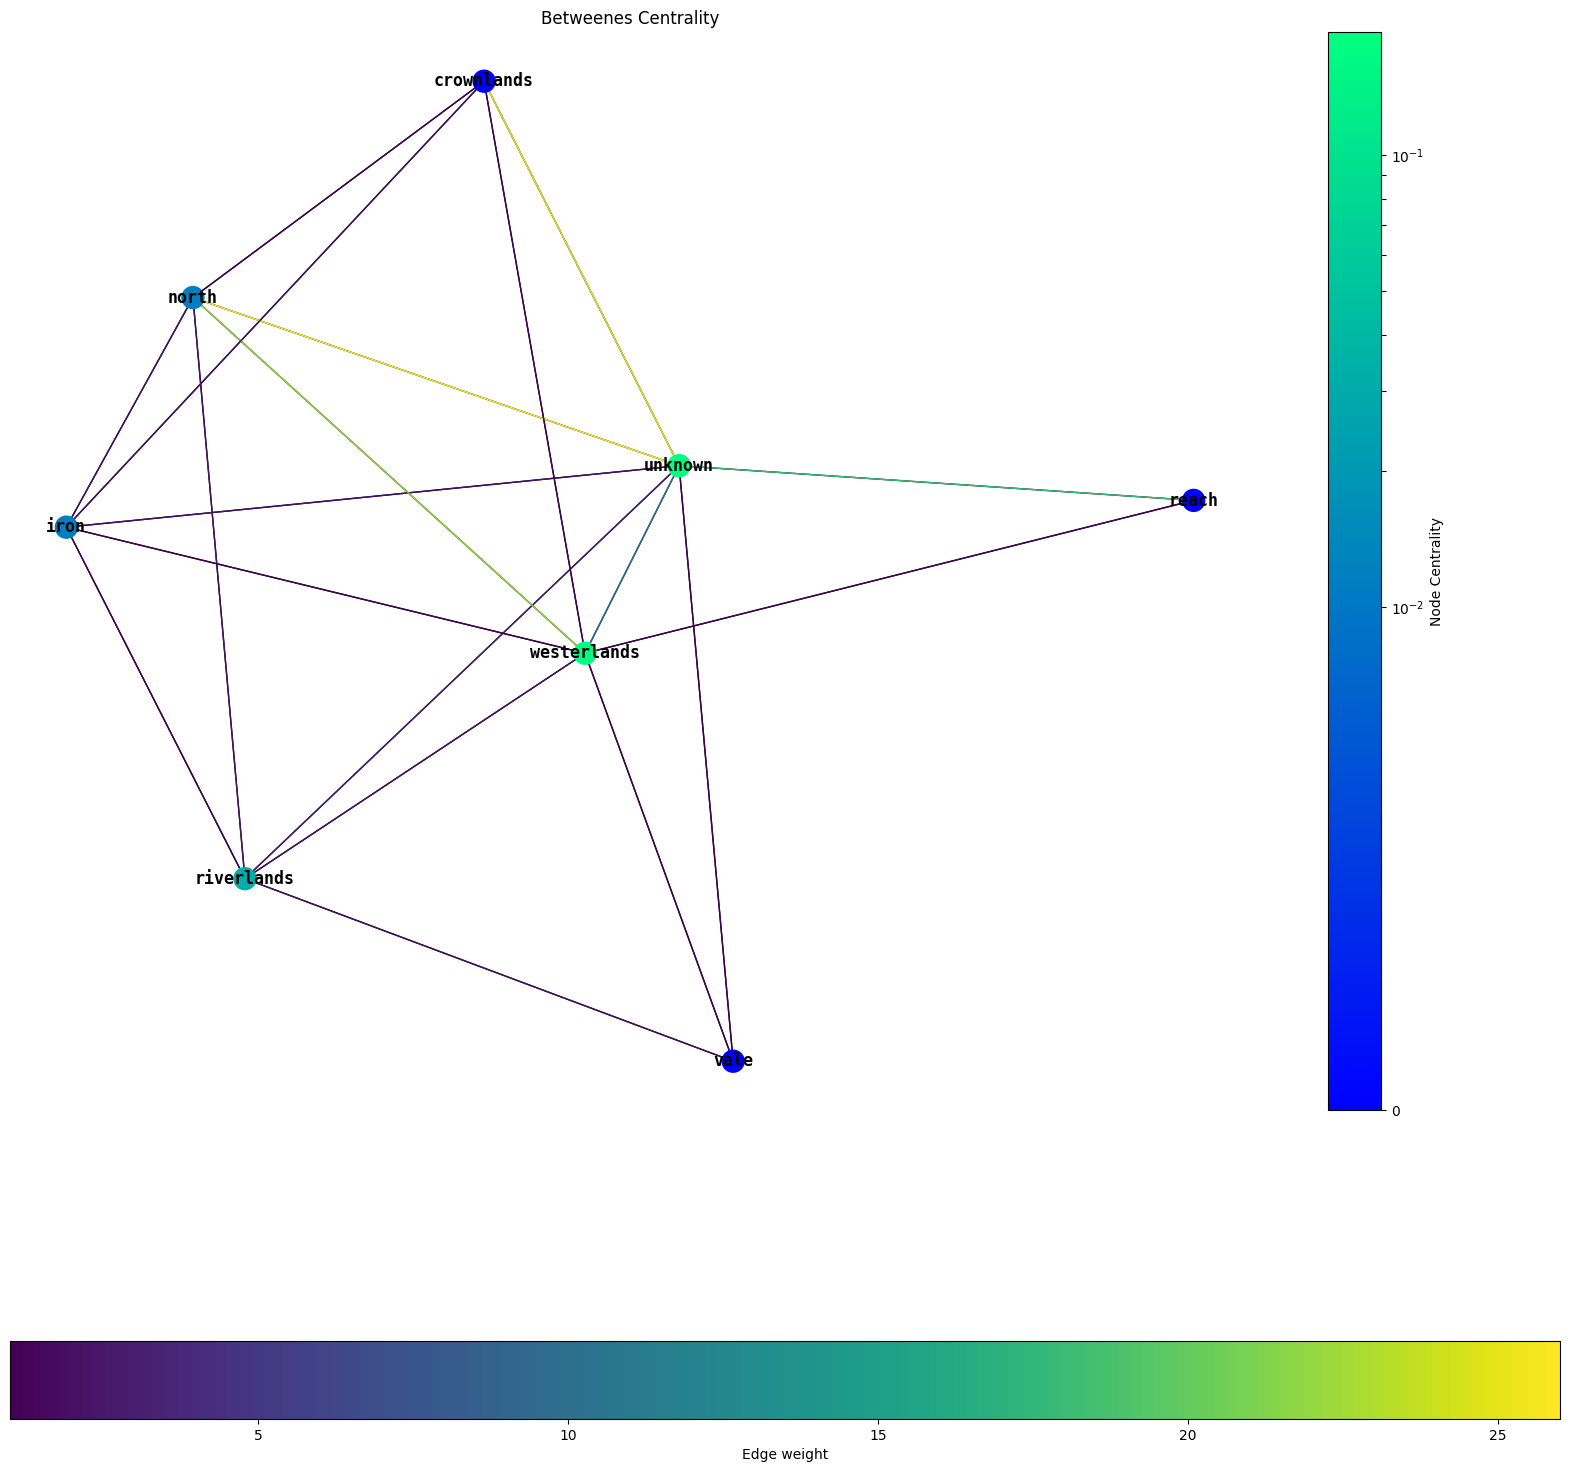 Betweenes Centrality
crownlands
north
unknown
reach
iron
westerlands
riverlands
vale
10⁻¹
10⁻²
0
Node Centrality
5 10 15 20 25
Edge weight